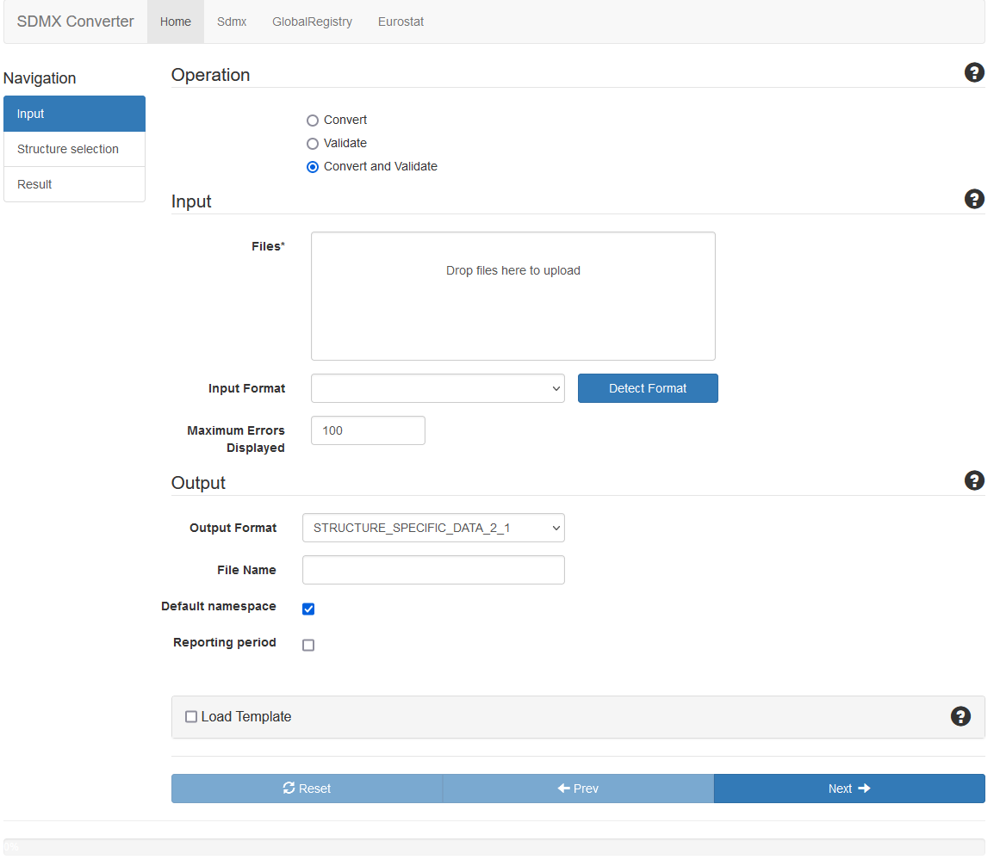 SDMX Converter Home Sdmx GlobalRegistry Eurostat
Navigation
Input
Structure selection
Result
Operation
?
Convert
Validate
Convert and Validate
Input
?
Files*
Drop files here to upload
Input Format
Detect Format
Maximum Errors
Displayed
100
Output
?
Output Format
STRUCTURE_SPECIFIC_DATA_2_1
File Name
Default namespace
Reporting period
Load Template
?
Reset
Prev
Next
0%